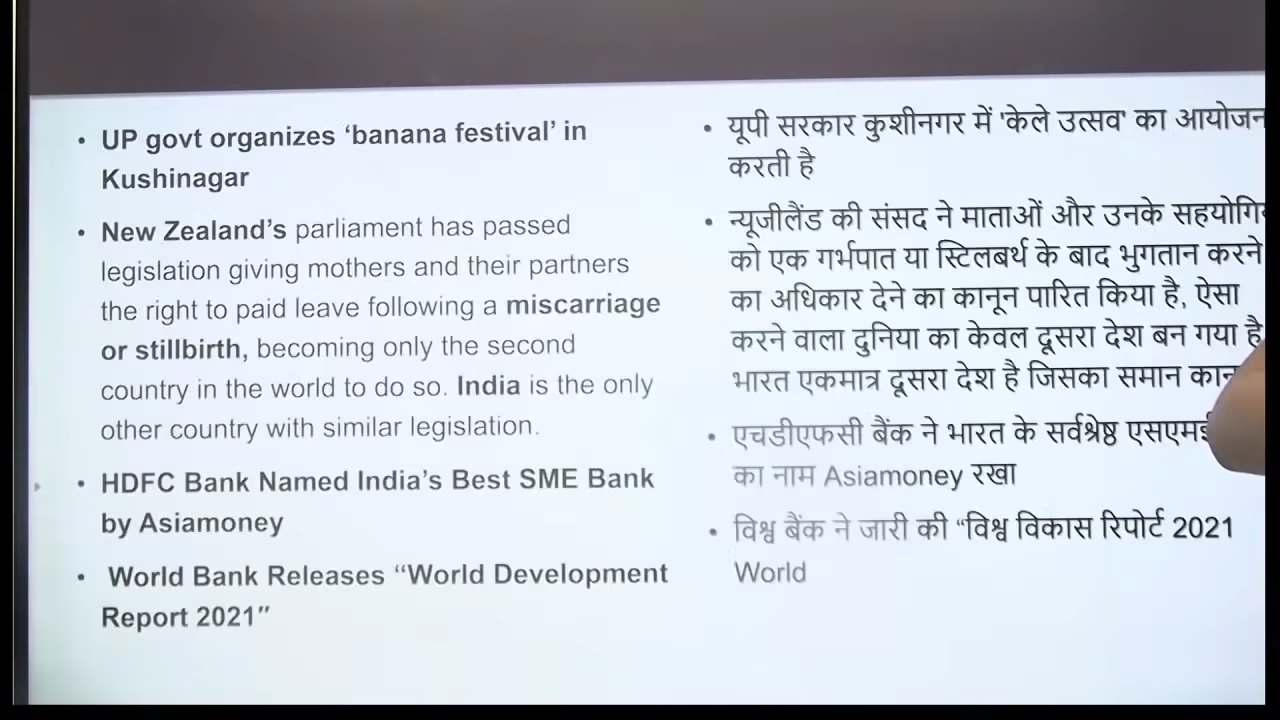 • UP govt organizes ‘banana festival’ in
Kushinagar
• New Zealand’s parliament has passed
legislation giving mothers and their partners
the right to paid leave following a miscarriage
or stillbirth, becoming only the second
country in the world to do so. India is the only
other country with similar legislation.
• HDFC Bank Named India’s Best SME Bank
by Asiamoney
• World Bank Releases “World Development
Report 2021”
• यूपी सरकार कुशीनगर में 'केले उत्सव' का आयोजन
करती है
• न्यूजीलैंड की संसद ने माताओं और उनके
को एक गर्भपात या स्टिलबर्थ के बाद भुगतान करने
का अधिकार देने का कानून पारित किया है, ऐसा
करने वाला दुनिया का केवल दूसरा देश बन गया है
भारत एकमात्र दूसरा देश है जिसका समान
• एचडीएफसी बैंक ने भारत के सर्वश्रेष्ठ
का नाम Asiamoney रखा
• विश्व बैंक ने जारी की “विश्व विकास रिपोर्ट 2021
World